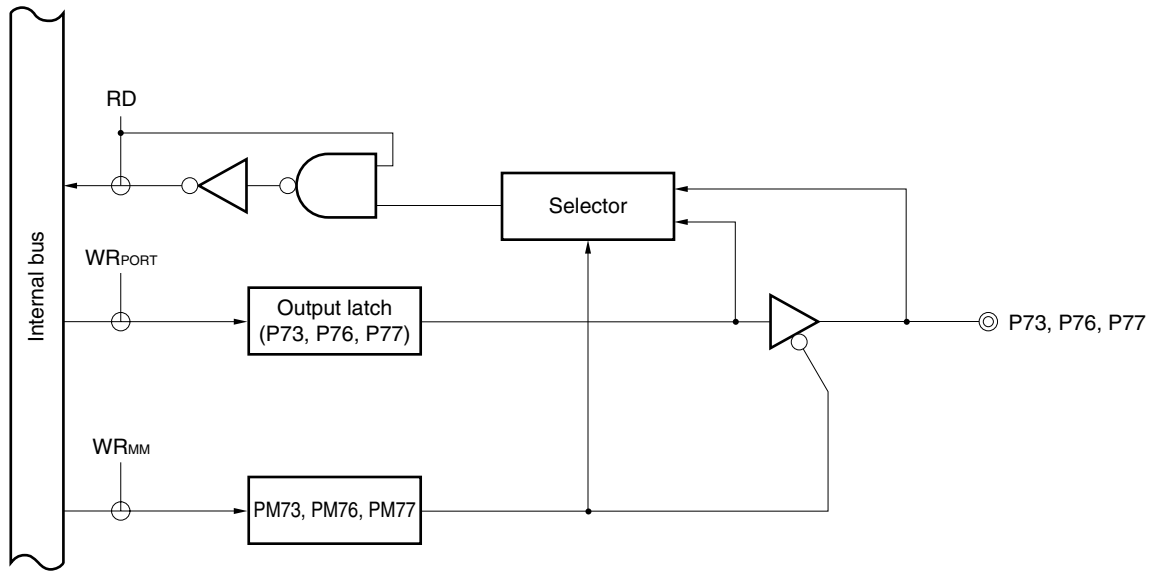 RD
Selector
Internal bus
WRPORT
Output latch
(P73, P76, P77)
P73, P76, P77
WRMM
PM73, PM76, PM77